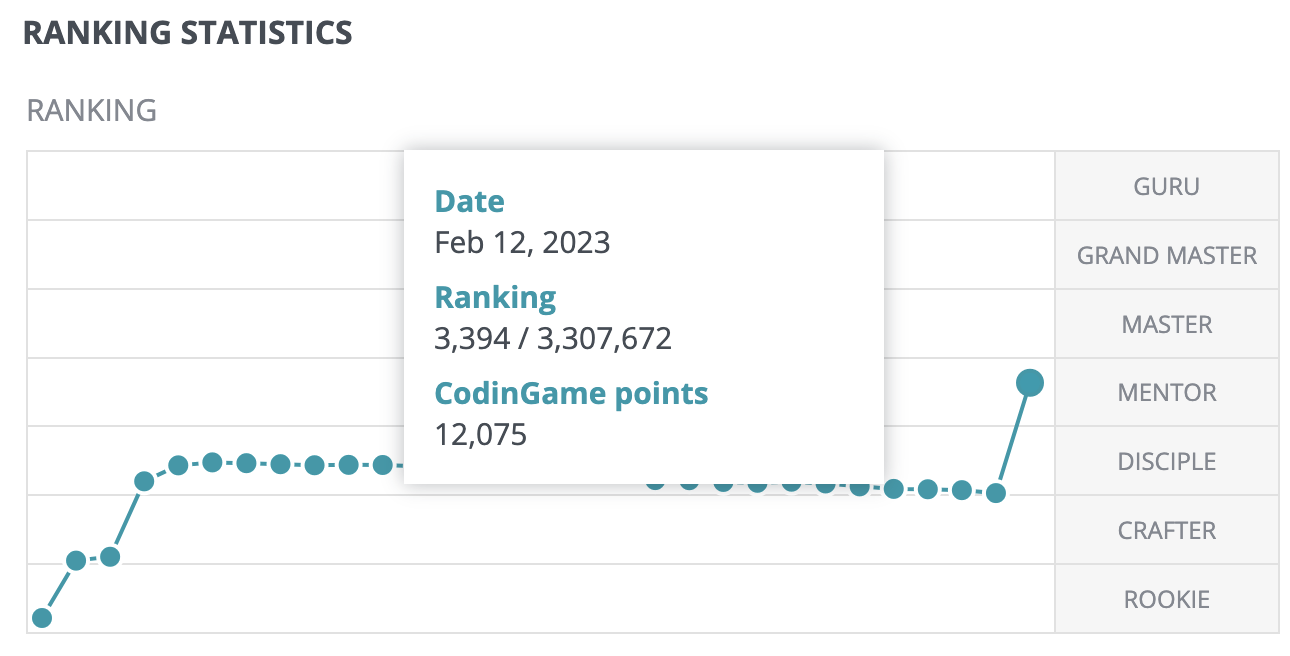 RANKING STATISTICS
RANKING
Date
Feb 12, 2023
Ranking
3,394 / 3,307,672
CodinGame points
12,075
GURU
GRAND MASTER
MASTER
MENTOR
DISCIPLE
CRAFTER
ROOKIE